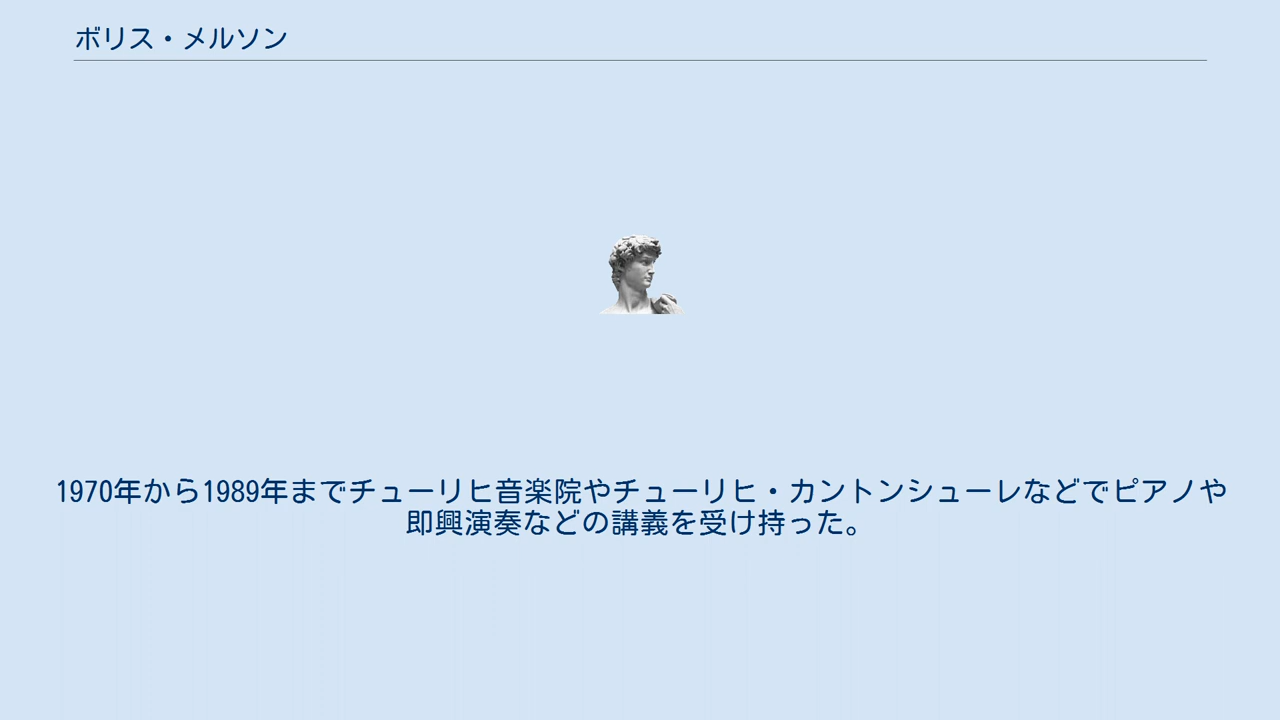 ボリス・メルソン
1970年から1989年までチューリヒ音楽院やチューリヒ・カントンシューレなどでピアノや
即興演奏などの講義を受け持った。